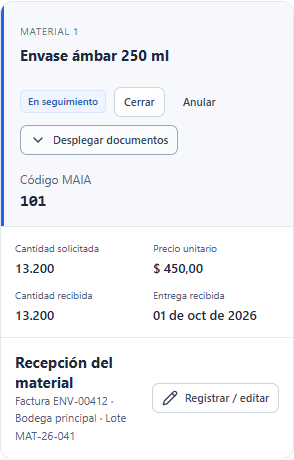 MATERIAL 1
Envase ámbar 250 ml
En seguimiento
Cerrar
Anular
Desplegar documentos
Código MAIA
101
Cantidad solicitada
Precio unitario
13.200
$ 450,00
Cantidad recibida
Entrega recibida
13.200
01 de oct de 2026
Recepción del
material
Factura ENV-00412 ·
Bodega principal · Lote
MAT-26-041
Registrar / editar